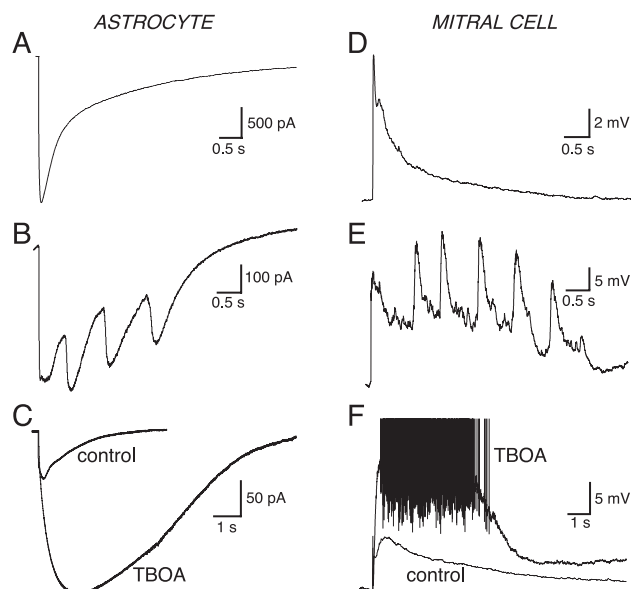 ASTROCYTE
MITRAL CELL
A
500 pA
0.5 s
D
2 mV
0.5 s
B
100 pA
0.5 s
E
5 mV
0.5 s
C
control
50 pA
1 s
TBOA
F
TBOA
5 mV
1 s
control